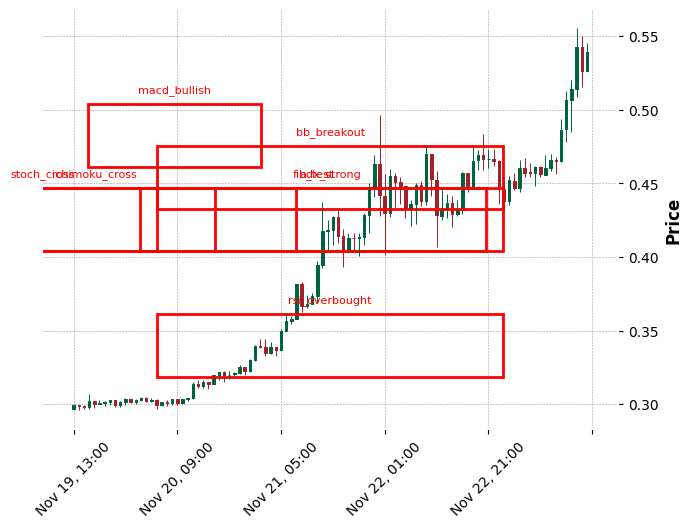 0.55
macd_bullish
0.50
bb_breakout
0.45
stoch_cross
ichimoku_cross
adx_strong
0.40
Price
0.35
rsi_overbought
0.30
Nov 19, 13:00
Nov 20, 09:00
Nov 21, 05:00
Nov 22, 01:00
Nov 22, 21:00